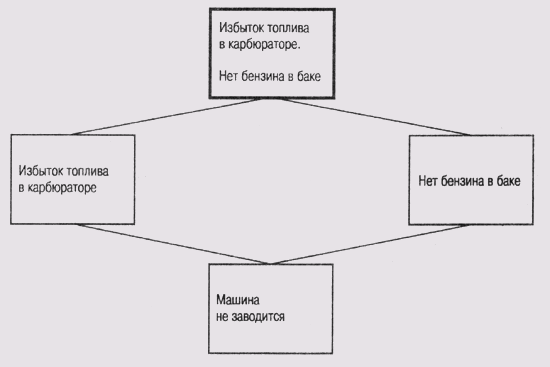 Избыток топлива
в карбюраторе.
Нет бензина в баке
Избыток топлива
в карбюраторе
Нет бензина в баке
Машина
не заводится